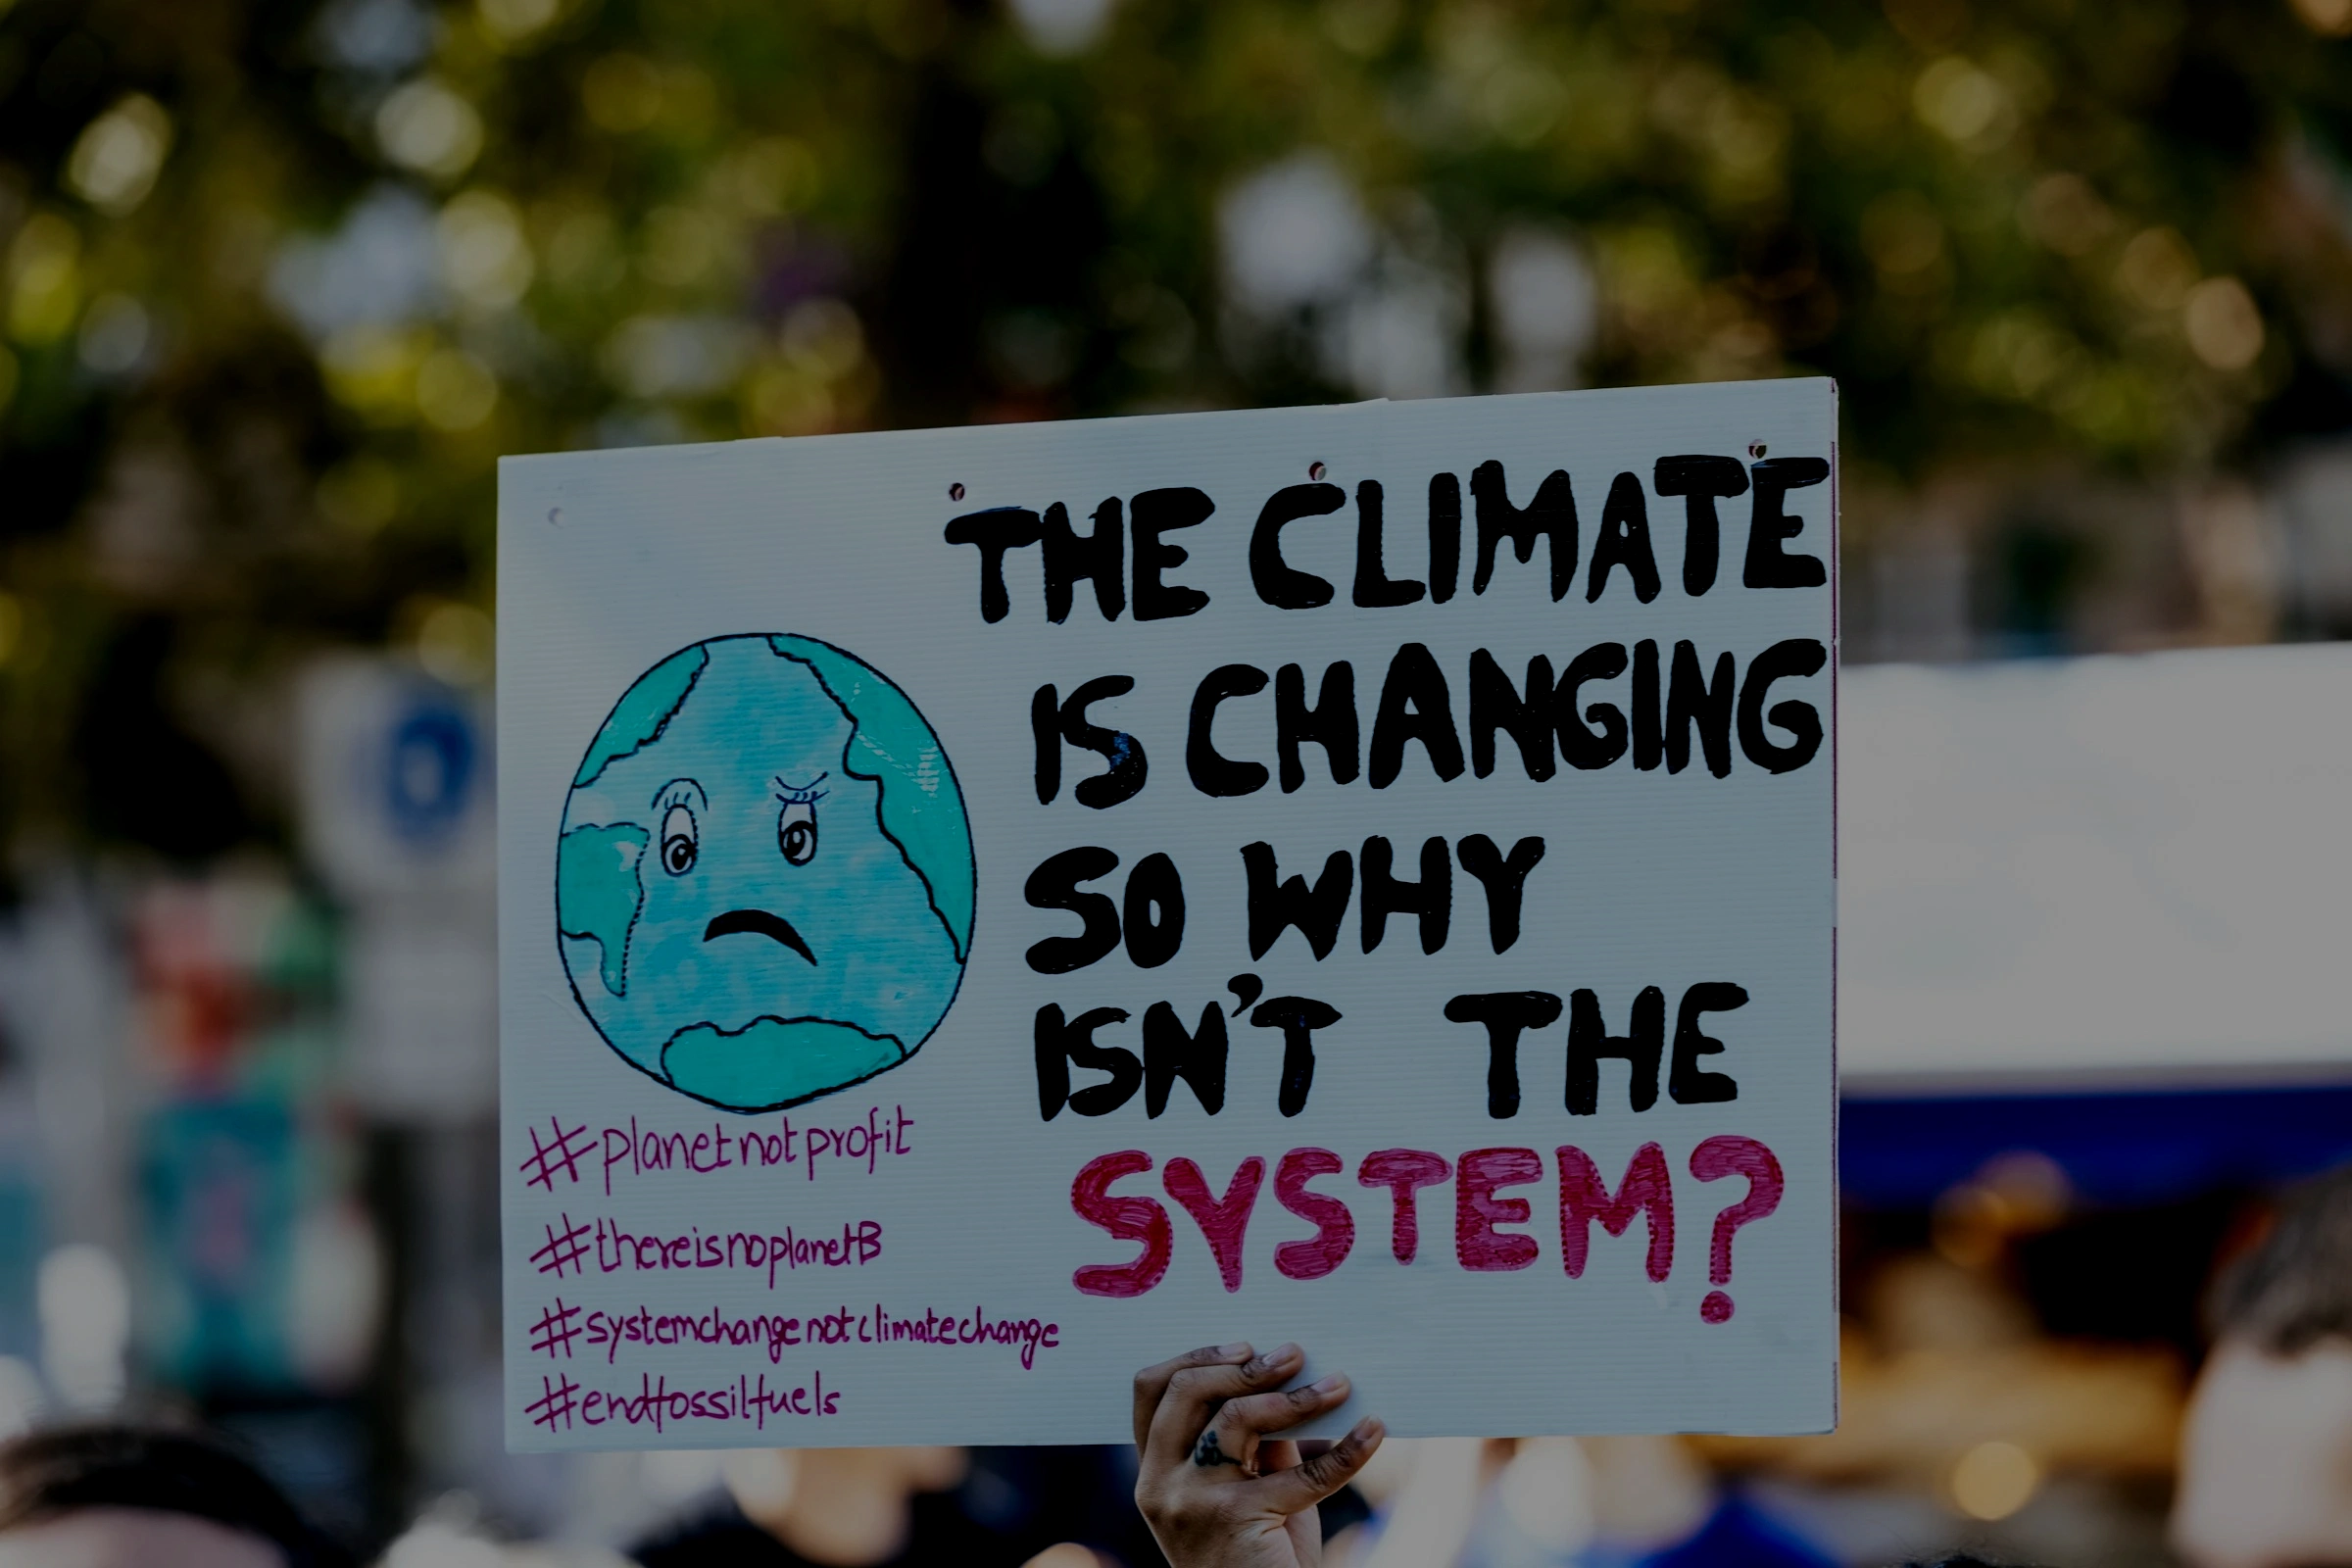 THE CLIMATE
IS CHANGING
SO WHY
ISN'T THE
SYSTEM?
#planetnotprofit
#thereisnoplanetB
#systemchangenotclimatechange
#endfossilfuels